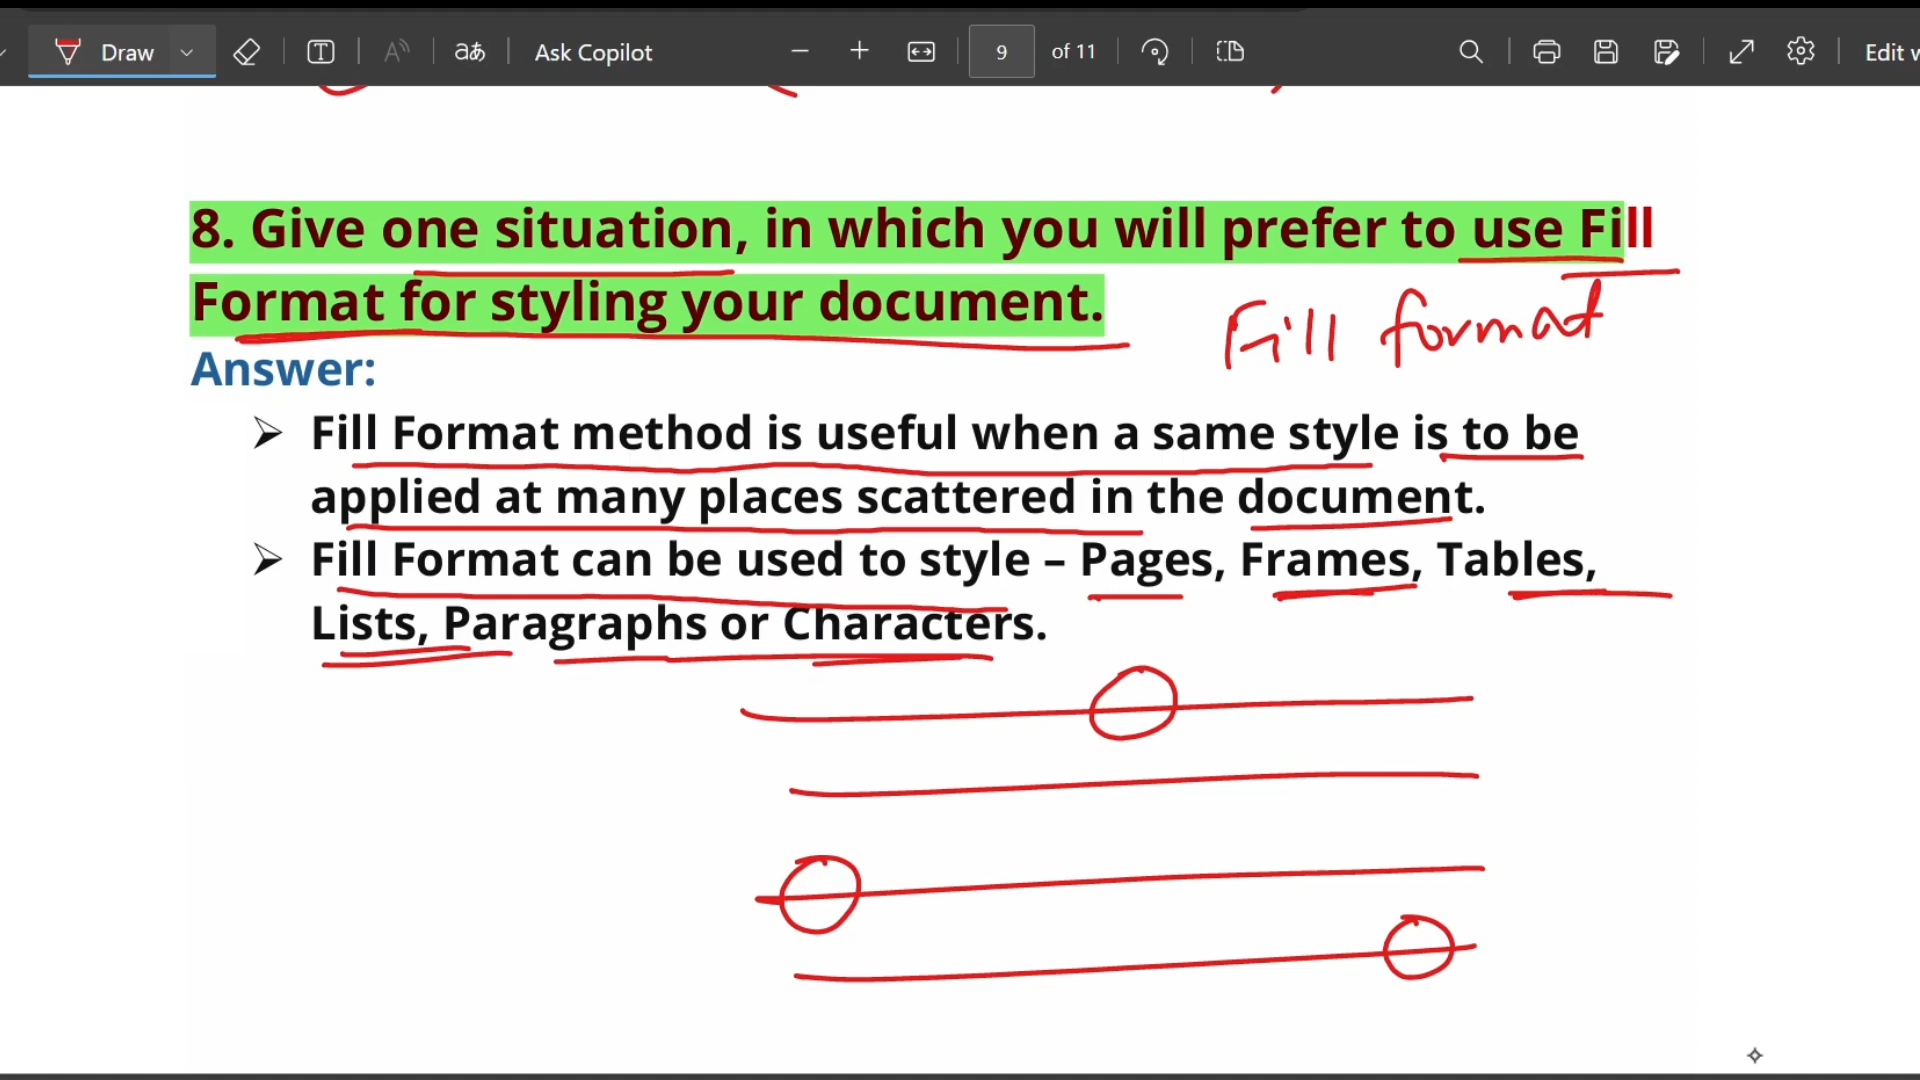 Draw Ask Copilot 9 of 11 Edit
8. Give one situation, in which you will prefer to use Fill
Format for styling your document.
Fill format
Answer:
➢ Fill Format method is useful when a same style is to be
applied at many places scattered in the document.
➢ Fill Format can be used to style – Pages, Frames, Tables,
Lists, Paragraphs or Characters.